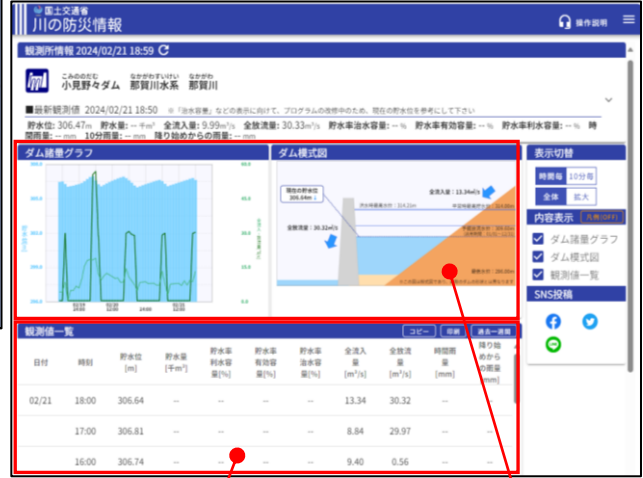 国土交通省
川の防災情報
操作説明
観測所情報 2024/02/21 18:59
こみののだむ なかがわすいけい なかがわ
小見野々ダム 那賀川水系 那賀川
■最新観測値 2024/02/21 18:50 ※「治水容量」などの表示に向けて、プログラムの改修中のため、現在の貯水位を参考にして下さい
貯水位: 306.47m 貯水量: -- 千m³ 全流入量: 9.99m³/s 全放流量: 30.33m³/s 貯水率治水容量: -- % 貯水率有効容量: -- % 貯水率利水容量: -- % 時
間雨量: -- mm 10分雨量: -- mm 降り始めからの雨量: -- mm
ダム諸量グラフ
ダム模式図
現在の貯水位
306.64m ↓
全流入量：13.34m³/s
全放流量：30.32m³/s
表示切替
時間毎 10分毎
全体 拡大
内容表示 凡例(OFF)
ダム諸量グラフ
ダム模式図
観測値一覧
SNS投稿
観測値一覧
コピー 印刷 過去一週間
日付 時刻 貯水位[m] 貯水量[千m³] 貯水率利水容量[%] 貯水率有効容量[%] 貯水率治水容量[%] 全流入量[m³/s] 全放流量[m³/s] 時間雨量[mm] 降り始めからの雨量[mm]
02/21 18:00 306.64 -- -- -- -- 13.34 30.32 -- --
17:00 306.81 -- -- -- -- 8.84 29.97 -- --
16:00 306.74 -- -- -- -- 9.40 0.56 -- --